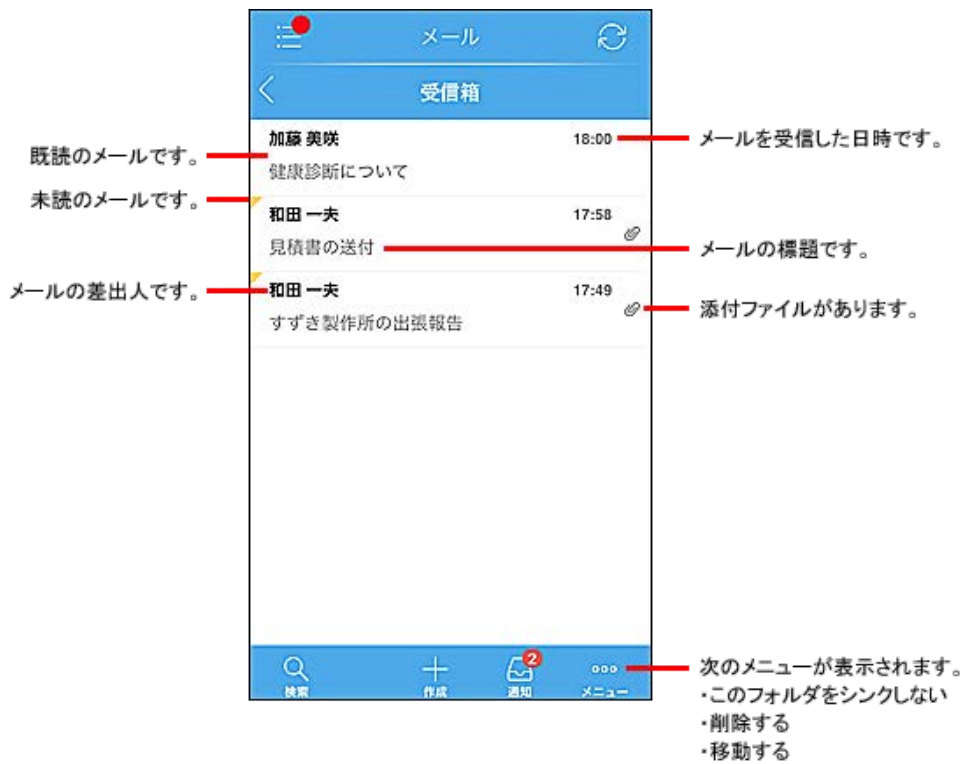 メール
受信箱
加藤 美咲
18:00
健康診断について
和田 一夫
17:58
見積書の送付
和田 一夫
17:49
すずき製作所の出張報告
検索
作成
2
通知
メニュー
既読のメールです。
未読のメールです。
メールの差出人です。
メールを受信した日時です。
メールの標題です。
添付ファイルがあります。
次のメニューが表示されます。
・このフォルダをシンクしない
・削除する
・移動する